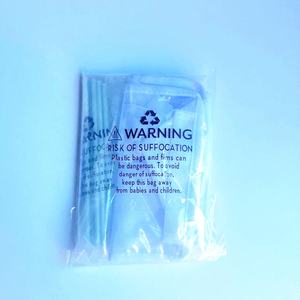 WARNING
RISK OF SUFFOCATION
Plastic bags and films can
be dangerous. To avoid
danger of suffocation,
keep this bag away
from babies and children.